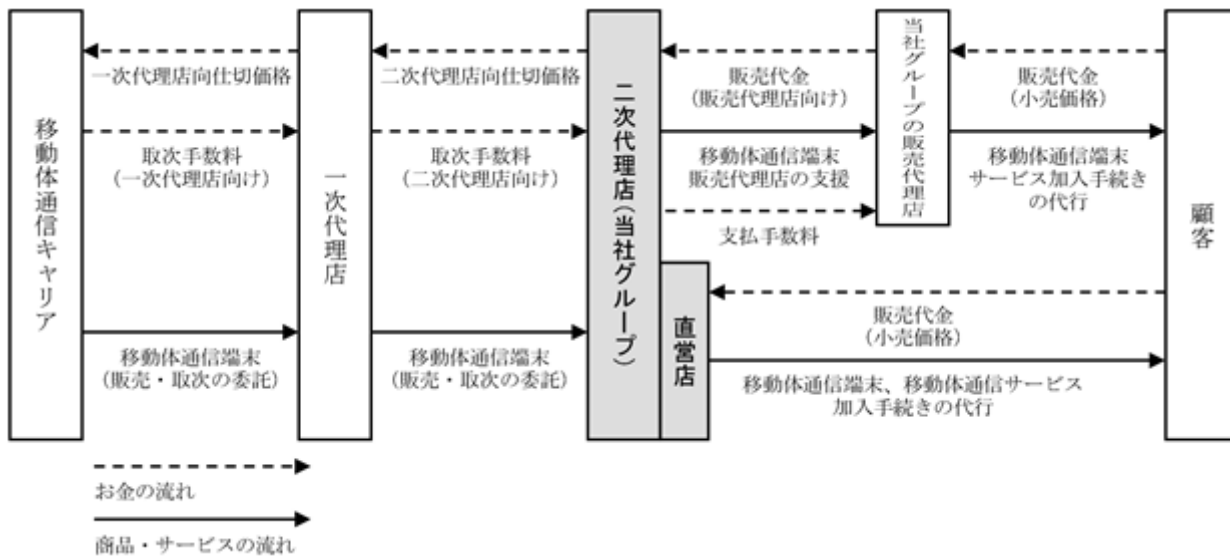 移動体通信キャリア
一次代理店向仕切価格
取次手数料
(一次代理店向け)
移動体通信端末
(販売・取次の委託)
一次代理店
二次代理店向仕切価格
取次手数料
(二次代理店向け)
移動体通信端末
(販売・取次の委託)
二次代理店(当社グループ)
直営店
販売代金
(販売代理店向け)
移動体通信端末
販売代理店の支援
支払手数料
当社グループの販売代理店
販売代金
(小売価格)
移動体通信端末
サービス加入手続き
の代行
販売代金
(小売価格)
移動体通信端末、移動体通信サービス
加入手続きの代行
顧客
お金の流れ
商品・サービスの流れ